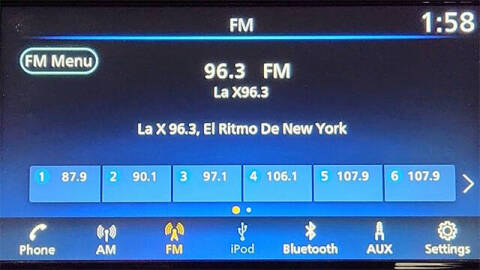 FM
1:58
FM Menu
96.3 FM
La X96.3
La X 96.3, El Ritmo De New York
1 87.9 2 90.1 3 97.1 4 106.1 5 107.9 6 107.9
Phone AM FM iPod Bluetooth AUX Settings